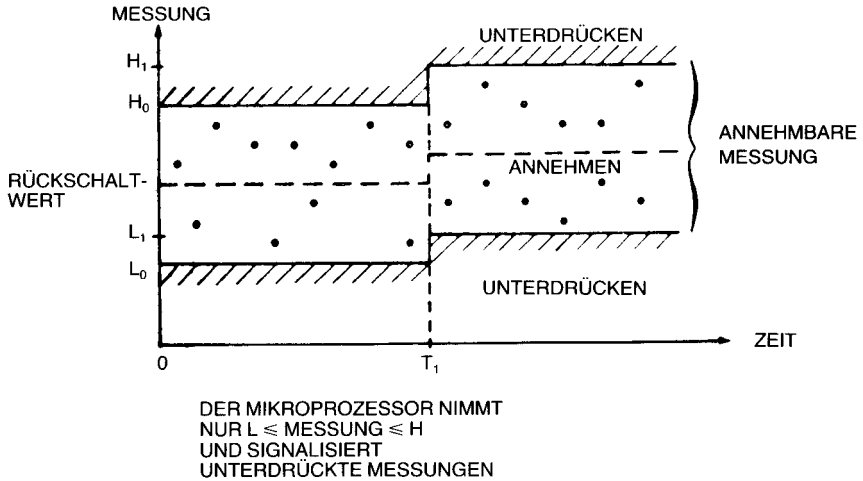 MESSUNG
UNTERDRÜCKEN
H₁
H₀
ANNEHMBARE
MESSUNG
ANNEHMEN
RÜCKSCHALT-
WERT
L₁
L₀
UNTERDRÜCKEN
ZEIT
0
T₁
DER MIKROPROZESSOR NIMMT
NUR L ⩽ MESSUNG ⩽ H
UND SIGNALISIERT
UNTERDRÜCKTE MESSUNGEN